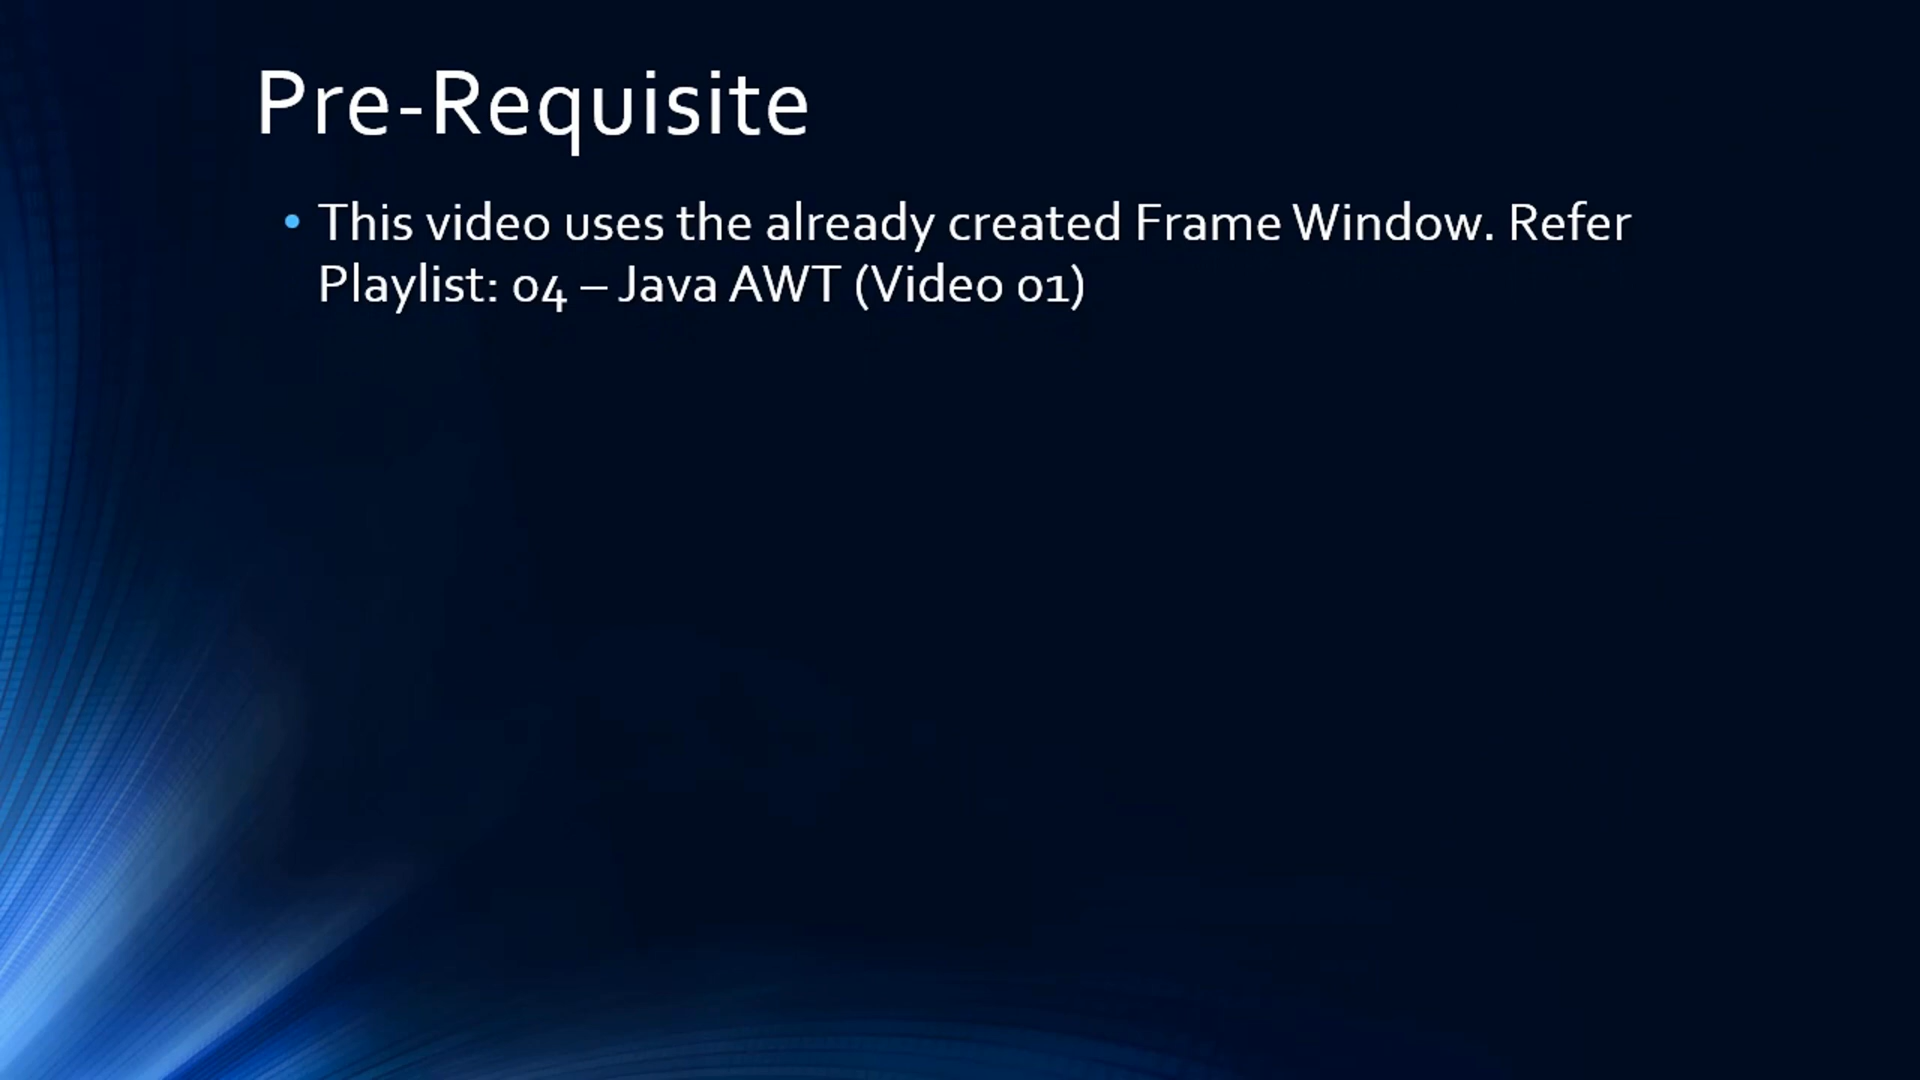 Pre-Requisite
• This video uses the already created Frame Window. Refer
Playlist: 04 – Java AWT (Video 01)